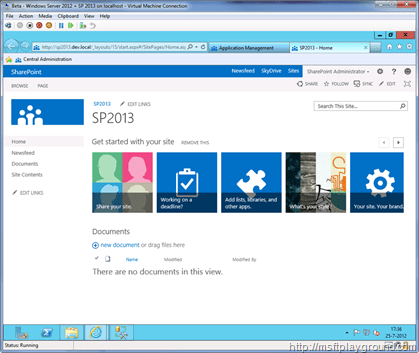 Beta - Windows Server 2012 + SP 2013 on localhost - Virtual Machine Connection
File Action Media Clipboard View Help
http://sp2013.dev.local/_layouts/15/start.aspx#/SitePages/Home.as
Application Management
SP2013 - Home
Central Administration
SharePoint
Newsfeed SkyDrive Sites
SharePoint Administrator
BROWSE PAGE
SHARE FOLLOW SYNC EDIT
SP2013 EDIT LINKS
SP2013
Search This Site...
Home
Newsfeed
Documents
Site Contents
EDIT LINKS
Get started with your site REMOVE THIS
Share your site.
Working on a deadline?
Add lists, libraries, and other apps.
What's your style?
Your site. Your brand.
Documents
new document or drag files here
Name Modified Modified By
There are no documents in this view.
17:36
25-7-2012
Status: Running
http://msftplayground.com